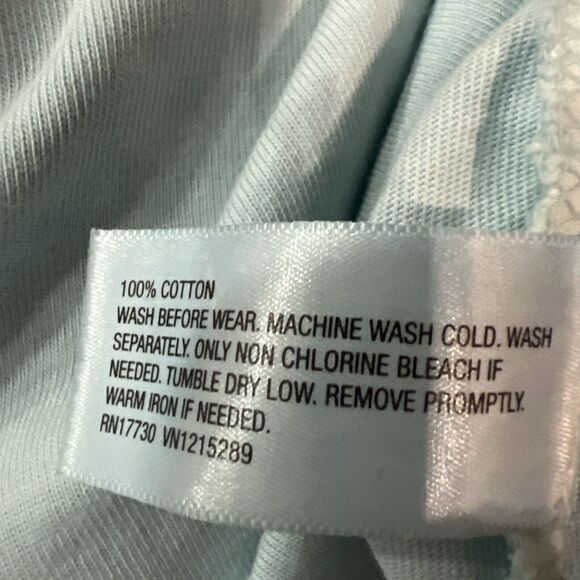 100% COTTON
WASH BEFORE WEAR. MACHINE WASH COLD. WASH
SEPARATELY. ONLY NON CHLORINE BLEACH IF
NEEDED. TUMBLE DRY LOW. REMOVE PROMPTLY.
WARM IRON IF NEEDED.
RN17730 VN1215289